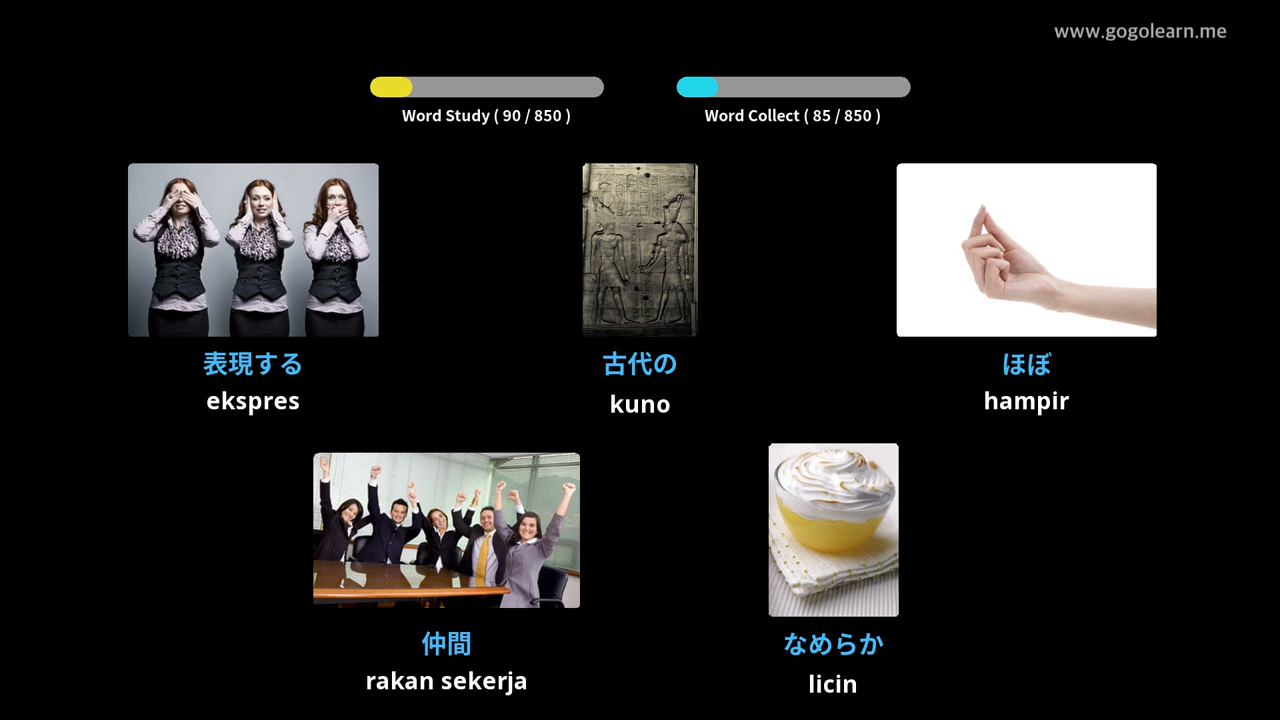 www.gogolearn.me
Word Study ( 90 / 850 )
Word Collect ( 85 / 850 )
表現する
ekspres
古代の
kuno
ほぼ
hampir
仲間
rakan sekerja
なめらか
licin